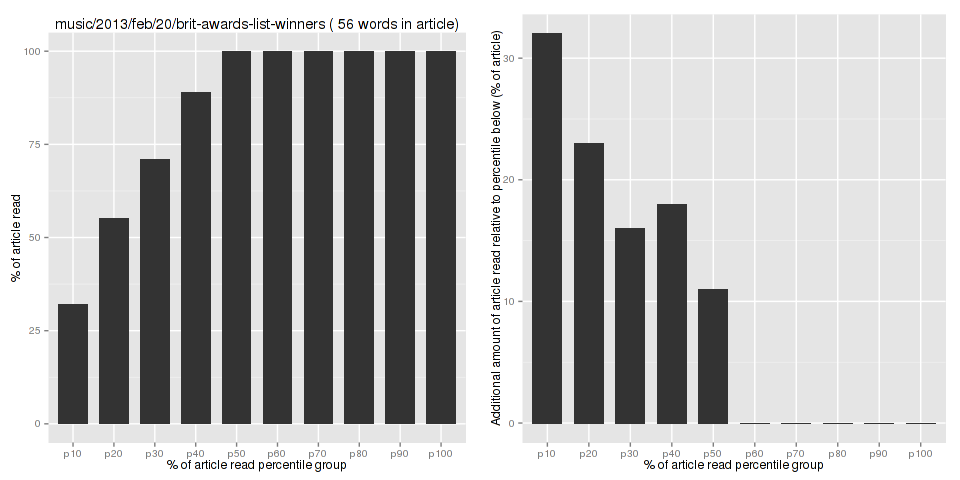 music/2013/feb/20/brit-awards-list-winners ( 56 words in article)
% of article read
100
75
50
25
0
p10 p20 p30 p40 p50 p60 p70 p80 p90 p100
% of article read percentile group
Additional amount of article read relative to percentile below (% of article)
30
20
10
0
p10 p20 p30 p40 p50 p60 p70 p80 p90 p100
% of article read percentile group